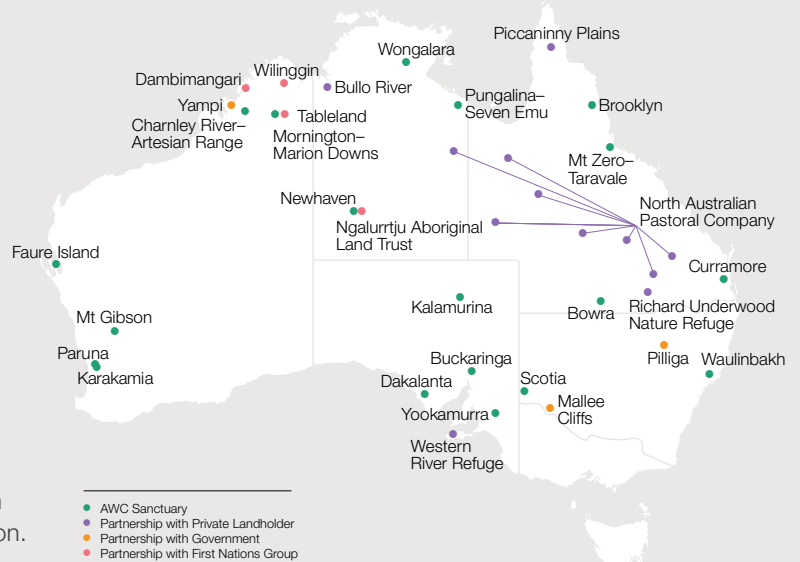 Piccaninny Plains
Wongalara
Wilinggin
Dambimangari
Bullo River
Yampi
Pungalina–
Seven Emu
Brooklyn
Charnley River–
Artesian Range
Tableland
Mornington–
Marion Downs
Mt Zero–
Taravale
Newhaven
North Australian
Pastoral Company
Ngalurrtju Aboriginal
Land Trust
Faure Island
Curramore
Kalamurina
Bowra
Richard Underwood
Nature Refuge
Mt Gibson
Paruna
Karakamia
Buckaringa
Pilliga
Waulinbakh
Dakalanta
Scotia
Yookamurra
Mallee
Cliffs
Western
River Refuge
on.
AWC Sanctuary
Partnership with Private Landholder
Partnership with Government
Partnership with First Nations Group